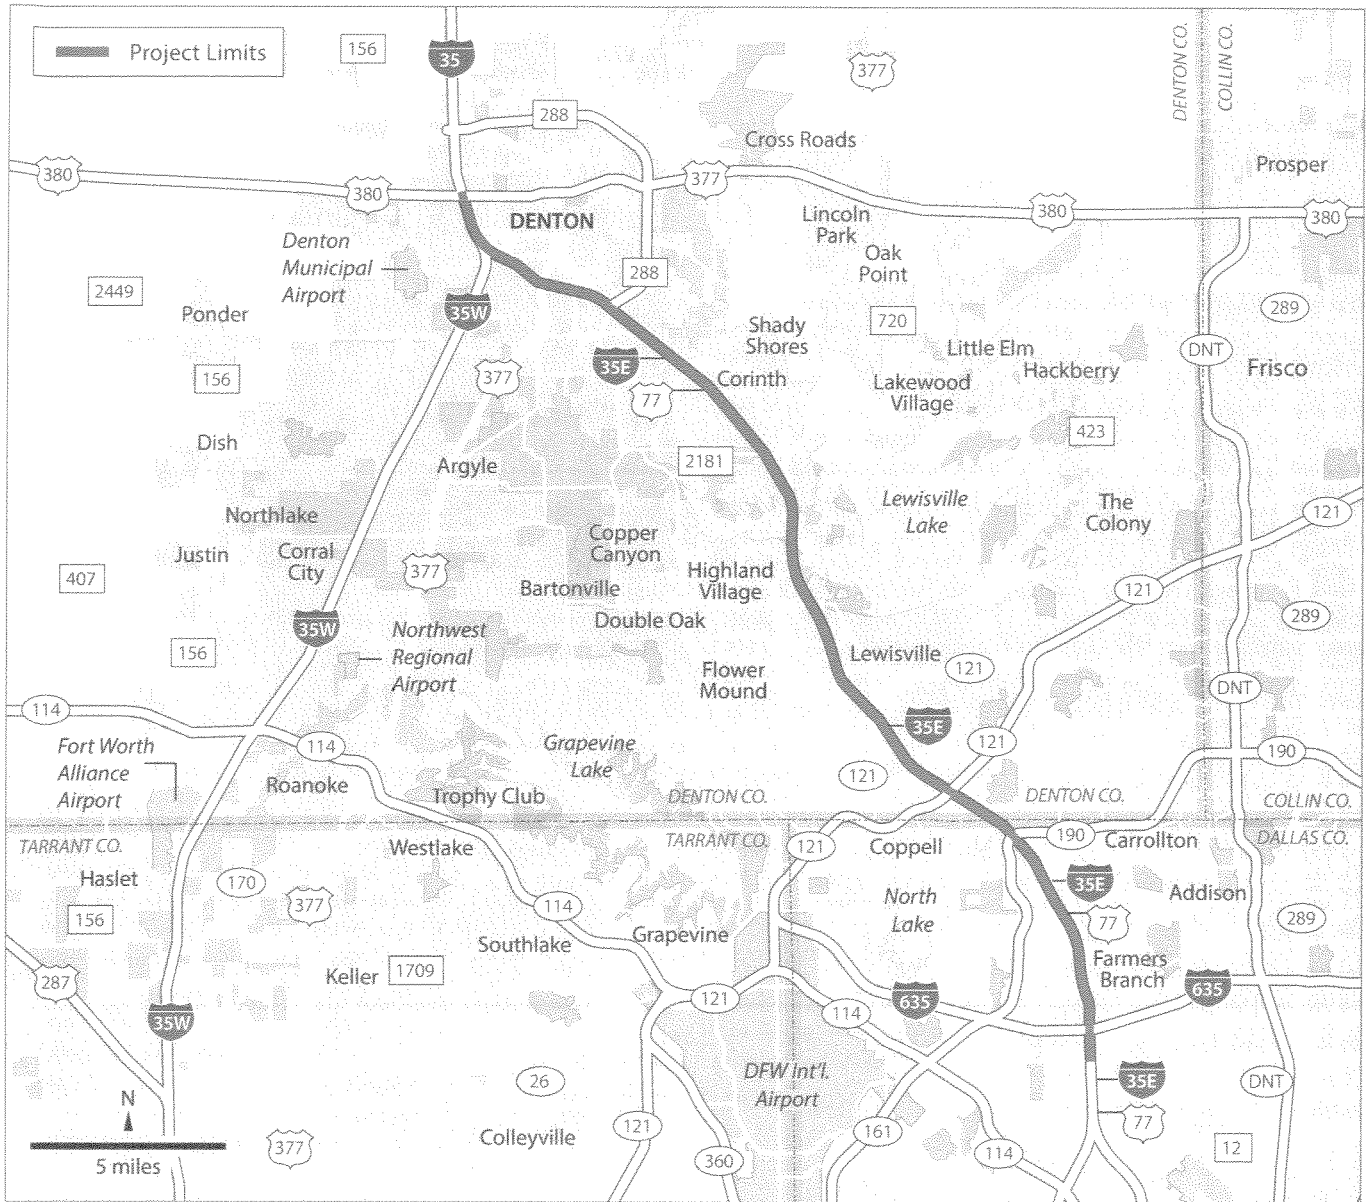 Project Limits
156
35
377
DENTON CO.
COLLIN CO.
288
Cross Roads
Prosper
380
380
377
380
380
DENTON
Lincoln
Park
Oak
Point
Denton
Municipal
Airport
288
2449
35W
289
Ponder
720
Shady
Shores
Little Elm
DNT
35E
Hackberry
Frisco
156
377
77
Corinth
Lakewood
Village
423
Dish
Argyle
2181
Lewisville
Lake
The
Colony
121
Northlake
Copper
Canyon
Justin
Corral
City
377
407
Highland
Village
Bartonville
121
Double Oak
289
35W
Northwest
Regional
Airport
156
Lewisville
121
Flower
Mound
DNT
114
35E
114
121
190
Fort Worth
Alliance
Airport
Grapevine
Lake
121
Roanoke
Trophy Club
DENTON CO.
DENTON CO.
COLLIN CO.
TARRANT CO.
TARRANT CO.
DALLAS CO.
Westlake
121
Coppell
190
Carrollton
Haslet
170
377
35E
Addison
156
114
North
Lake
77
289
Southlake
Grapevine
Farmers
Branch
Keller
1709
287
121
635
635
35W
114
DFW Int'l.
Airport
26
35E
DNT
N
5 miles
377
Colleyville
121
360
161
114
77
12